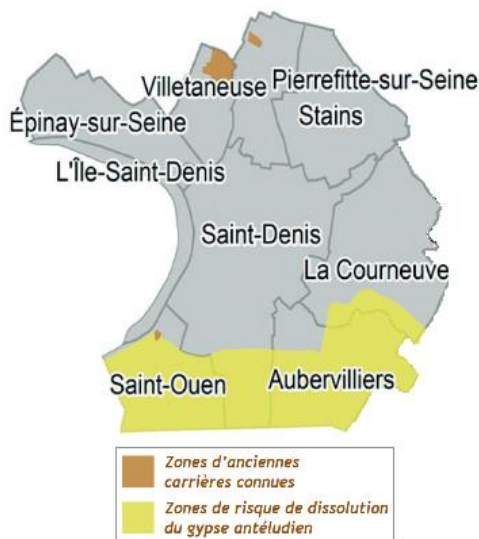 Villetaneuse
Pierrefitte-sur-Seine
Stains
Épinay-sur-Seine
L'Île-Saint-Denis
Saint-Denis
La Courneuve
Saint-Ouen
Aubervilliers
Zones d'anciennes
carrières connues
Zones de risque de dissolution
du gypse antéludien